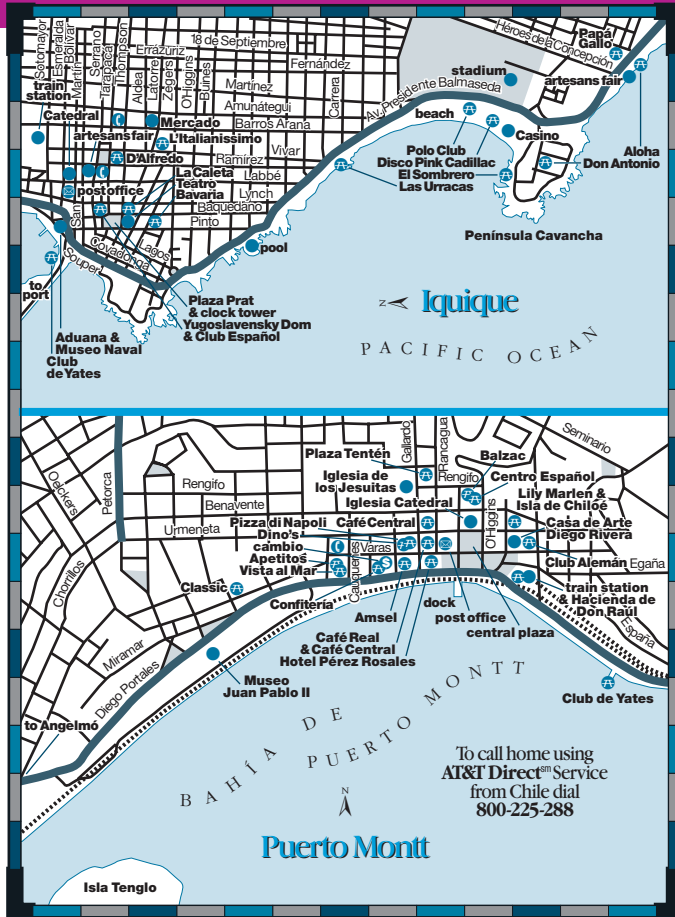 Sotomayor
Esmeralda
Bolívar
Martín
Serrano
Tarapacá
Thompson
Errázuriz
18 de Septiembre
Fernández
Aldea
Latorre
Zegers
O'Higgins
Bulnes
Martínez
Amunátegui
Barros Arana
Carrera
Av. Presidente Balmaseda
Héroes de la Concepción
Papá
Gallo
stadium
artesans fair
train
station
Catedral
artesans fair
Mercado
L'Italianissimo
D'Alfredo
Ramírez
Vivar
beach
Casino
Polo Club
Disco Pink Cadillac
El Sombrero
Las Urracas
Aloha
Don Antonio
post office
La Caleta
Teatro
Bavaria
Labbé
Lynch
Baquedano
Pinto
San
Lagos
Covadonga
Souper
pool
Península Cavancha
to
port
Plaza Prat
& clock tower
Yugoslavensky Dom
& Club Español
Aduana &
Museo Naval
Club
de Yates
N
Iquique
PACIFIC OCEAN
Oelckers
Petorca
Chorrillos
Rengifo
Benavente
Urmeneta
Plaza Tentén
Gallardo
Rancagua
Rengifo
Balzac
Seminario
Iglesia de
los Jesuitas
Centro Español
Iglesia Catedral
O'Higgins
Lily Marlen &
Isla de Chiloé
Pizza di Napoli
Café Central
Casa de Arte
Diego Rivera
Dino's
cambio
Varas
Cauquenes
$
Apetitos
Vista al Mar
Club Alemán
Egaña
Classic
Confitería
Amsel
dock
post office
central plaza
train station
& Hacienda de
Don Raúl
España
Café Real
& Café Central
Hotel Pérez Rosales
Miramar
Diego Portales
Museo
Juan Pablo II
Club de Yates
to Angelmó
BAHÍA DE
PUERTO MONTT
To call home using
AT&T Direct℠ Service
from Chile dial
800-225-288
N
Puerto Montt
Isla Tenglo